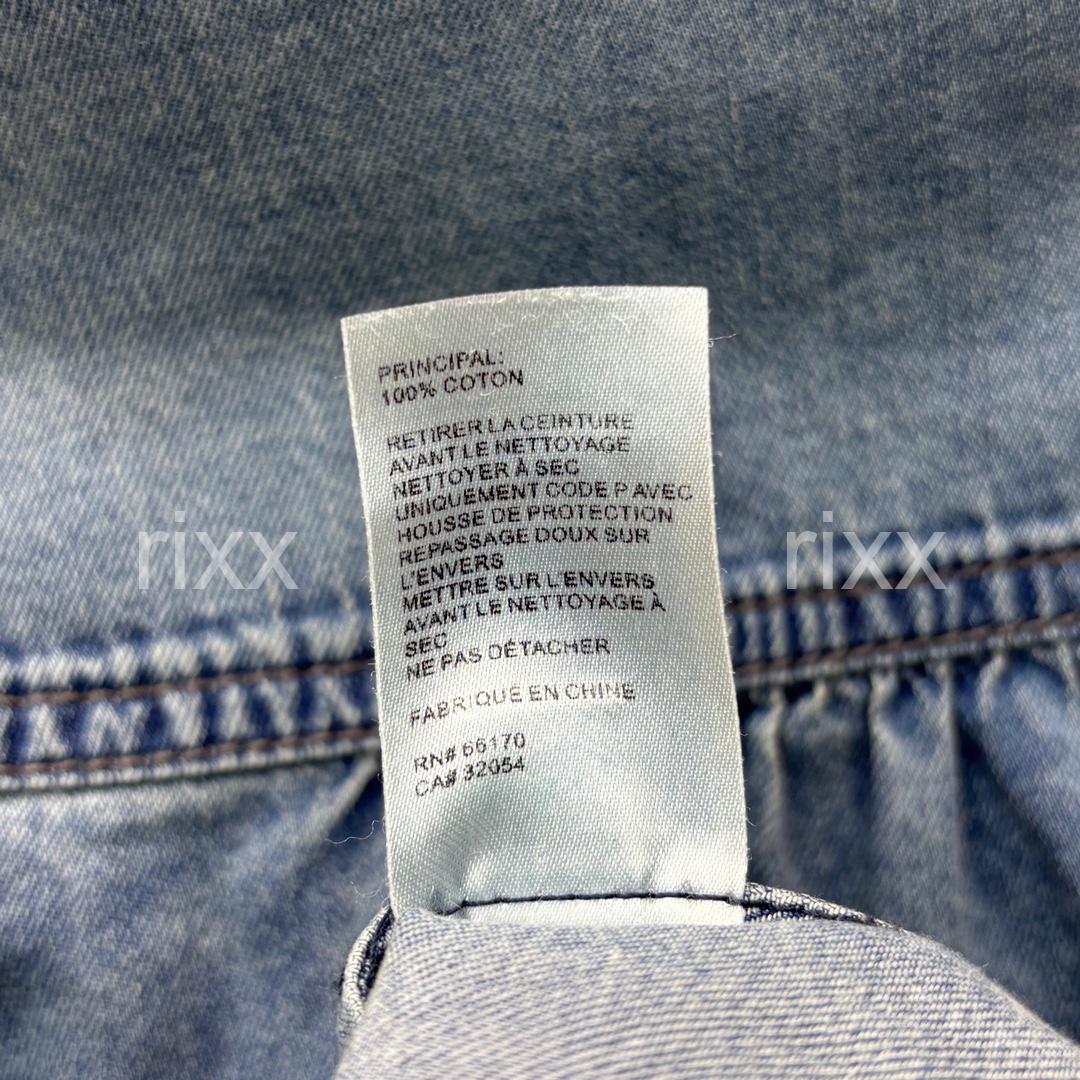 PRINCIPAL:
100% COTON
RETIRER LA CEINTURE
AVANT LE NETTOYAGE
NETTOYER À SEC
UNIQUEMENT CODE P AVEC
HOUSSE DE PROTECTION
REPASSAGE DOUX SUR
L'ENVERS
METTRE SUR L'ENVERS
AVANT LE NETTOYAGE À
SEC
NE PAS DÉTACHER
FABRIQUE EN CHINE
RN# 66170
CA# 32054
rixx
rixx